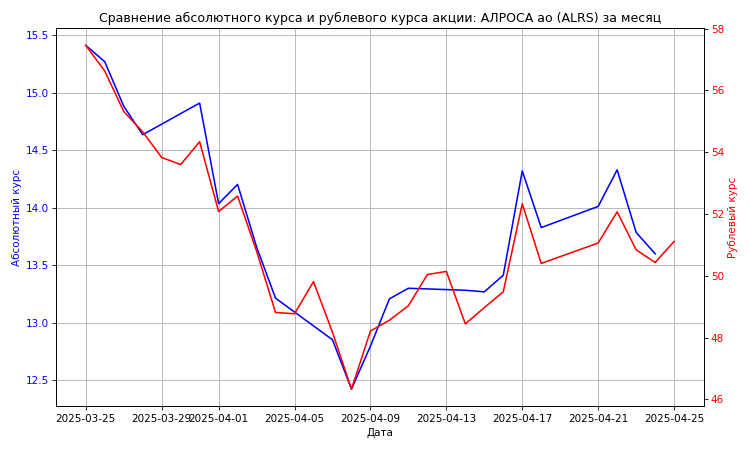 Сравнение абсолютного курса и рублевого курса акции: АЛРОСА ао (ALRS) за месяц
15.5
15.0
14.5
14.0
13.5
13.0
12.5
Абсолютный курс
58
56
54
52
50
48
46
Рублевый курс
2025-03-25 2025-03-29 2025-04-01 2025-04-05 2025-04-09 2025-04-13 2025-04-17 2025-04-21 2025-04-25
Дата